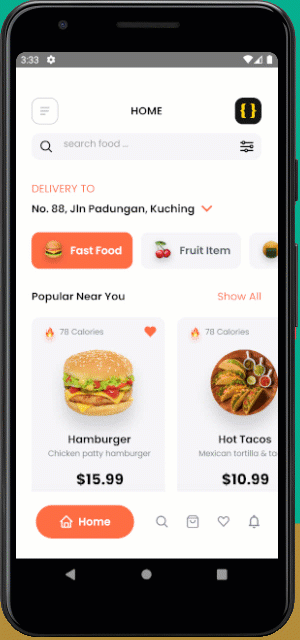 3:33
HOME
{}
search food ...
DELIVERY TO
No. 88, Jln Padungan, Kuching
Fast Food
Fruit Item
Popular Near You
Show All
78 Calories
78 Calories
Hamburger
Hot Tacos
Chicken patty hamburger
Mexican tortilla & ta
$15.99
$10.99
Home